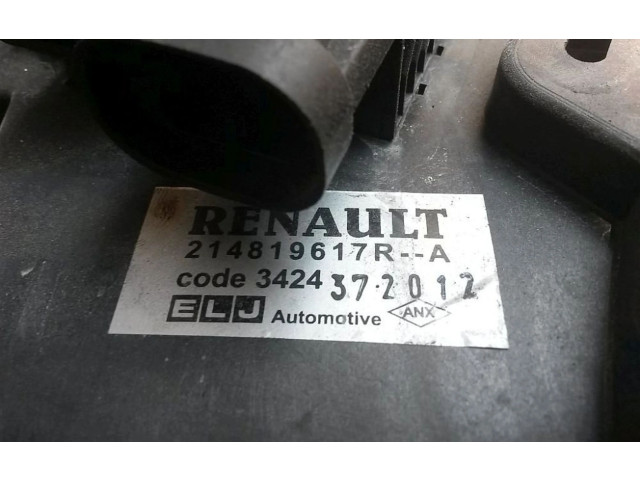 RENAULT
214819617R--A
code 3424 37-2012
ELJ Automotive ANX